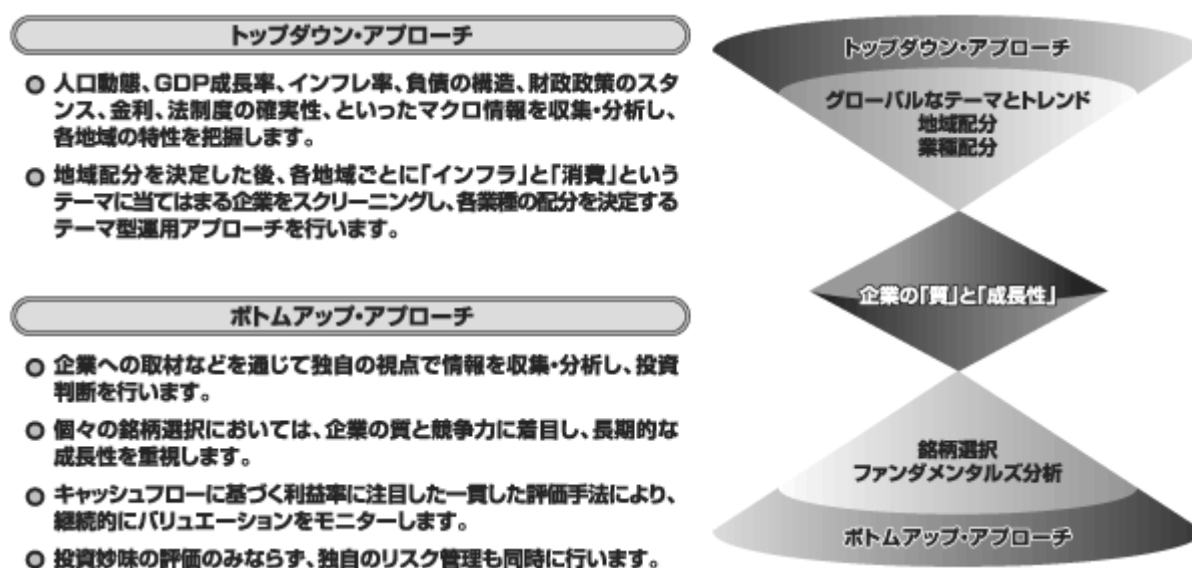 トップダウン・アプローチ
人口動態、GDP成長率、インフレ率、負債の構造、財政政策のスタ
ンス、金利、法制度の確実性、といったマクロ情報を収集・分析し、
各地域の特性を把握します。
地域配分を決定した後、各地域ごとに「インフラ」と「消費」という
テーマに当てはまる企業をスクリーニングし、各業種の配分を決定する
テーマ型運用アプローチを行います。
ボトムアップ・アプローチ
企業への取材などを通じて独自の視点で情報を収集・分析し、投資
判断を行います。
個々の銘柄選択においては、企業の質と競争力に着目し、長期的な
成長性を重視します。
キャッシュフローに基づく利益率に注目した一貫した評価手法により、
継続的にバリュエーションをモニターします。
投資妙味の評価のみならず、独自のリスク管理も同時に行います。
トップダウン・アプローチ
グローバルなテーマとトレンド
地域配分
業種配分
企業の「質」と「成長性」
銘柄選択
ファンダメンタルズ分析
ボトムアップ・アプローチ